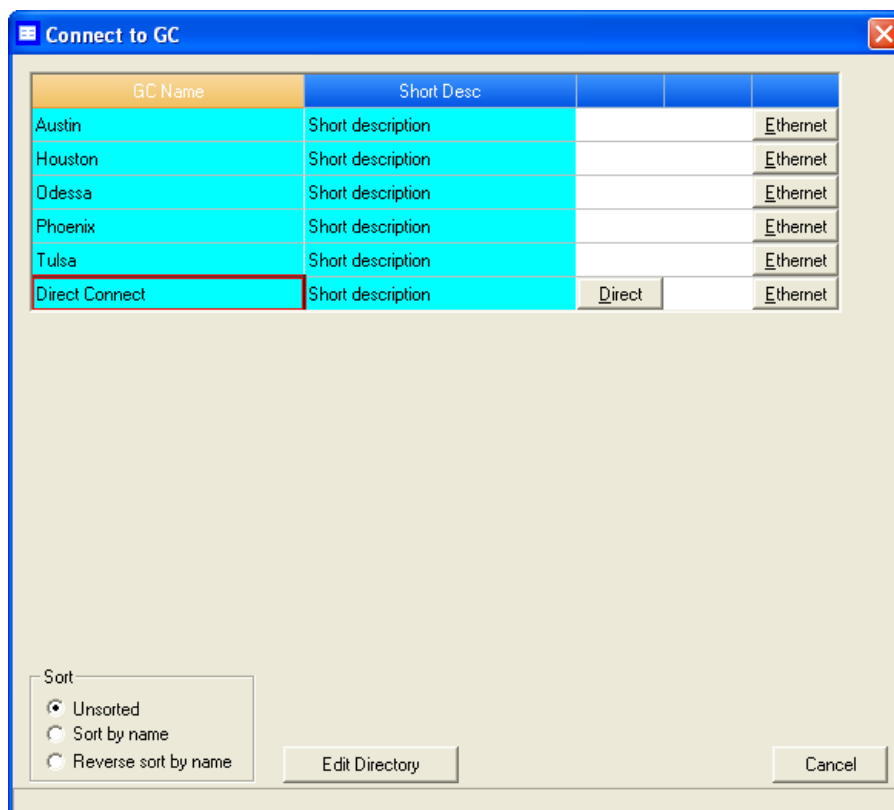 Connect to GC
GC Name Short Desc
Austin Short description Ethernet
Houston Short description Ethernet
Odessa Short description Ethernet
Phoenix Short description Ethernet
Tulsa Short description Ethernet
Direct Connect Short description Direct Ethernet
Sort
Unsorted
Sort by name
Reverse sort by name
Edit Directory
Cancel